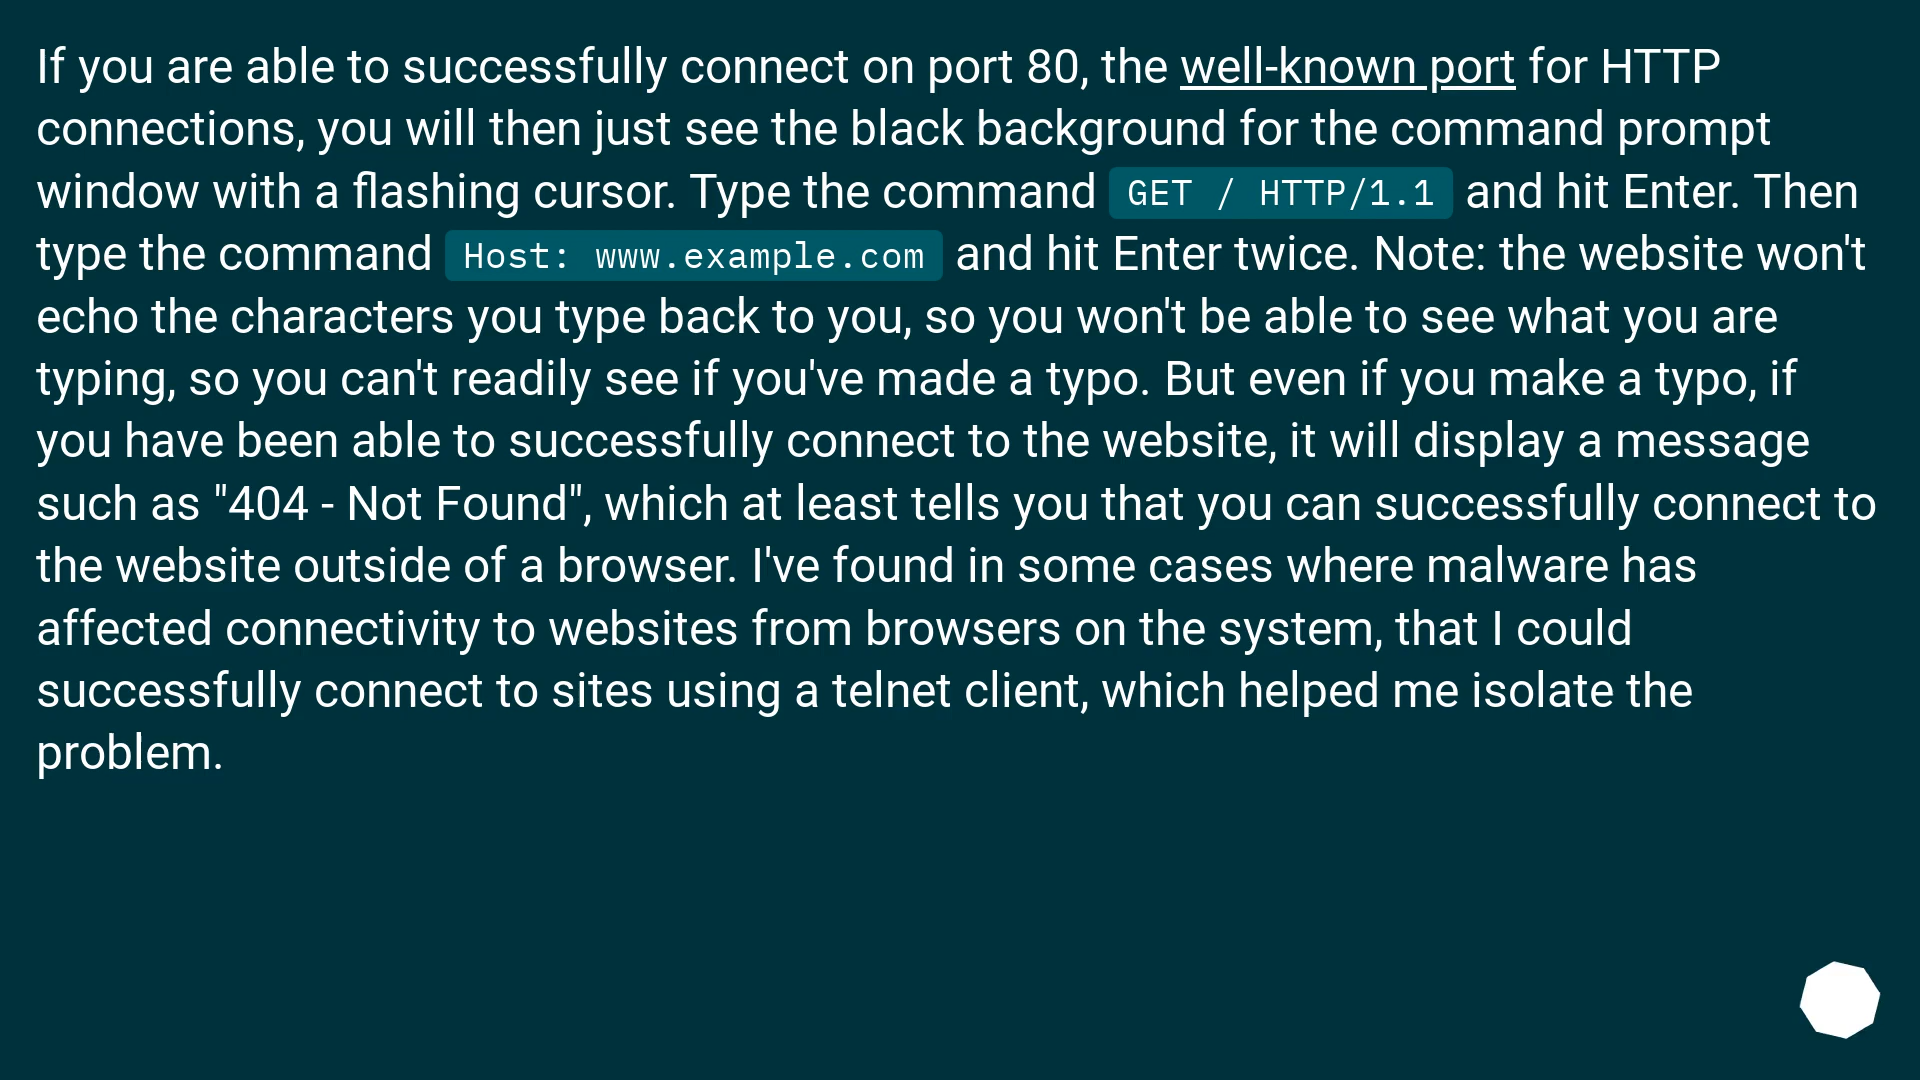 If you are able to successfully connect on port 80, the well-known port for HTTP
connections, you will then just see the black background for the command prompt
window with a flashing cursor. Type the command GET / HTTP/1.1 and hit Enter. Then
type the command Host: www.example.com and hit Enter twice. Note: the website won't
echo the characters you type back to you, so you won't be able to see what you are
typing, so you can't readily see if you've made a typo. But even if you make a typo, if
you have been able to successfully connect to the website, it will display a message
such as "404 - Not Found", which at least tells you that you can successfully connect to
the website outside of a browser. I've found in some cases where malware has
affected connectivity to websites from browsers on the system, that I could
successfully connect to sites using a telnet client, which helped me isolate the
problem.